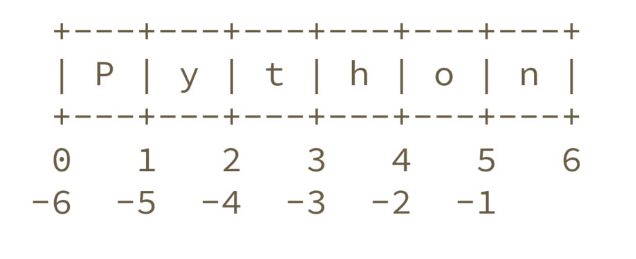 +---+---+---+---+---+---+
| P | y | t | h | o | n |
+---+---+---+---+---+---+
0   1   2   3   4   5   6
-6  -5  -4  -3  -2  -1